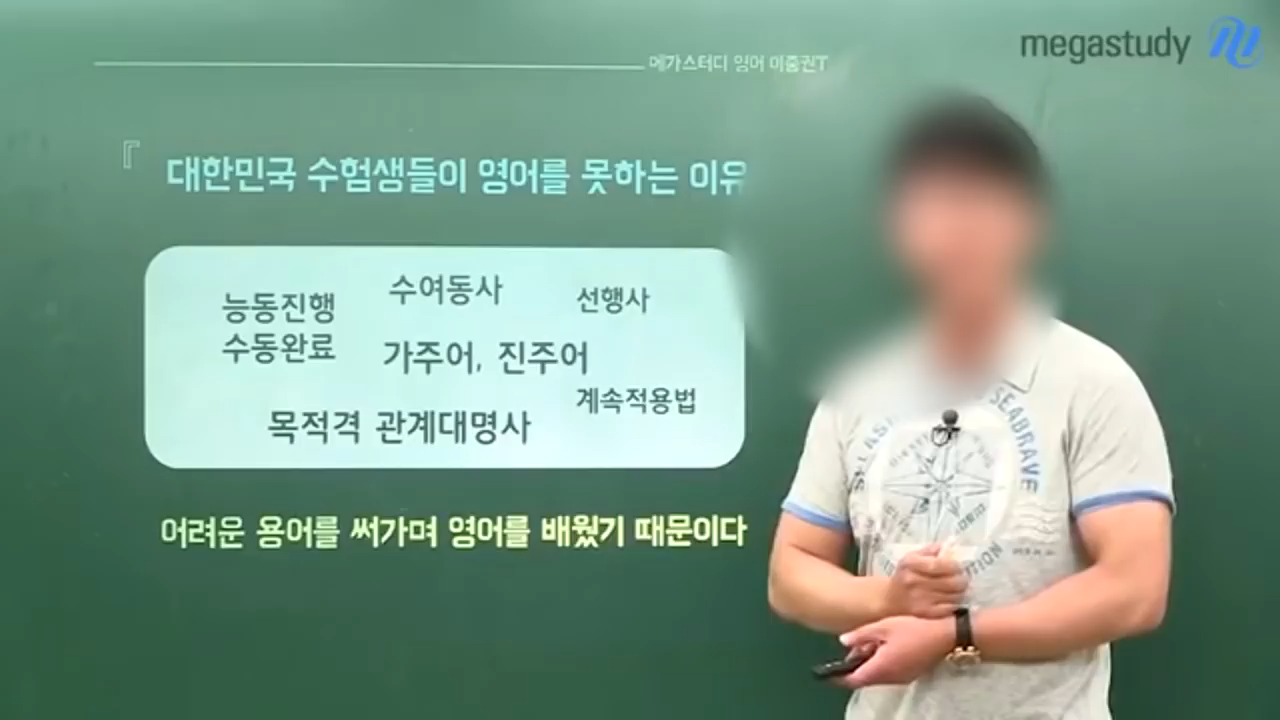 megastudy
메가스터디 영어 이중권T
『 대한민국 수험생들이 영어를 못하는 이유
능동진행
수동완료
수여동사
선행사
가주어, 진주어
계속적용법
목적격 관계대명사
어려운 용어를 써가며 영어를 배웠기 때문이다
SEABRAVE